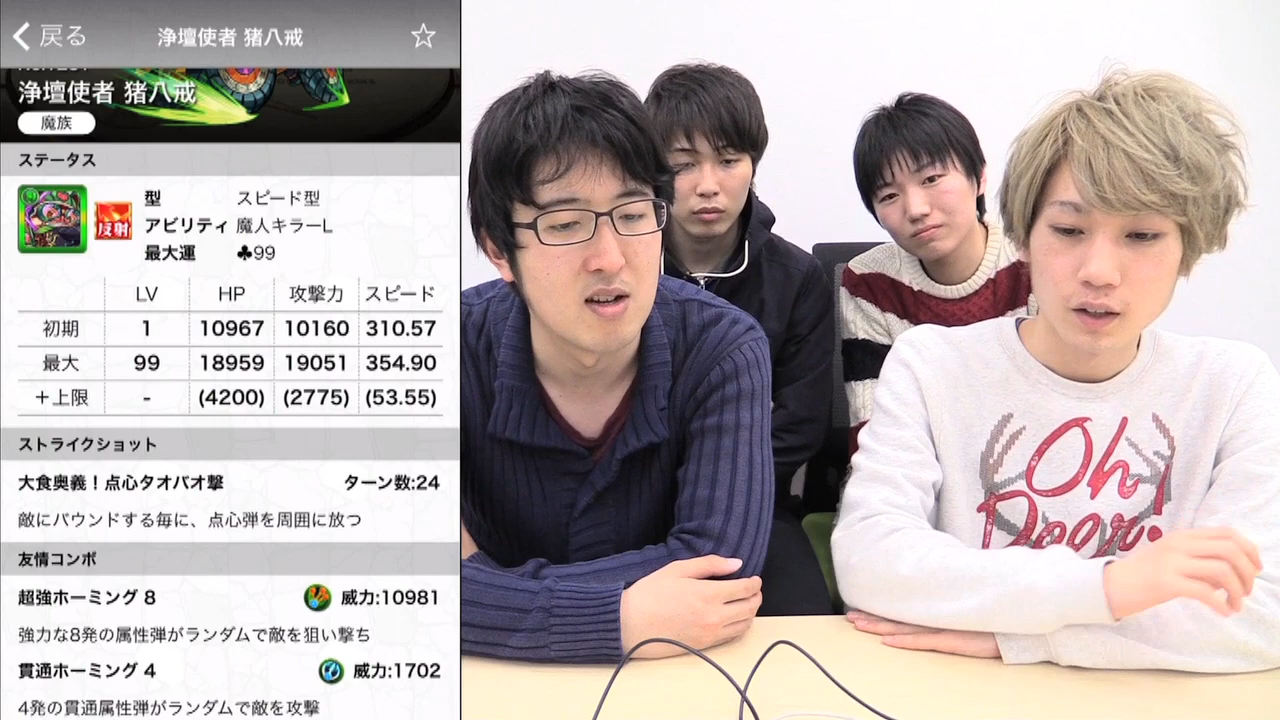 戻る 浄壇使者 猪八戒 ☆
浄壇使者 猪八戒
魔族
ステータス
反射
型 スピード型
アビリティ 魔人キラーL
最大運 ♣99
LV HP 攻撃力 スピード
初期 1 10967 10160 310.57
最大 99 18959 19051 354.90
+上限 - (4200) (2775) (53.55)
ストライクショット
大食奥義！点心タオパオ撃 ターン数:24
敵にバウンドする毎に、点心弾を周囲に放つ
友情コンボ
超強ホーミング 8 威力:10981
強力な8発の属性弾がランダムで敵を狙い撃ち
貫通ホーミング 4 威力:1702
4発の貫通属性弾がランダムで敵を攻撃
Oh
Deer.